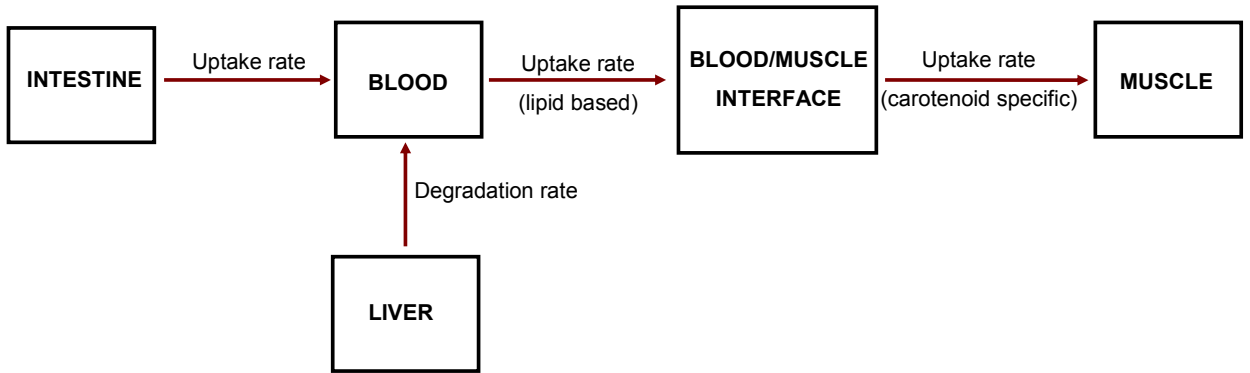 INTESTINE
Uptake rate
BLOOD
Uptake rate
(lipid based)
BLOOD/MUSCLE
INTERFACE
Uptake rate
(carotenoid specific)
MUSCLE
Degradation rate
LIVER